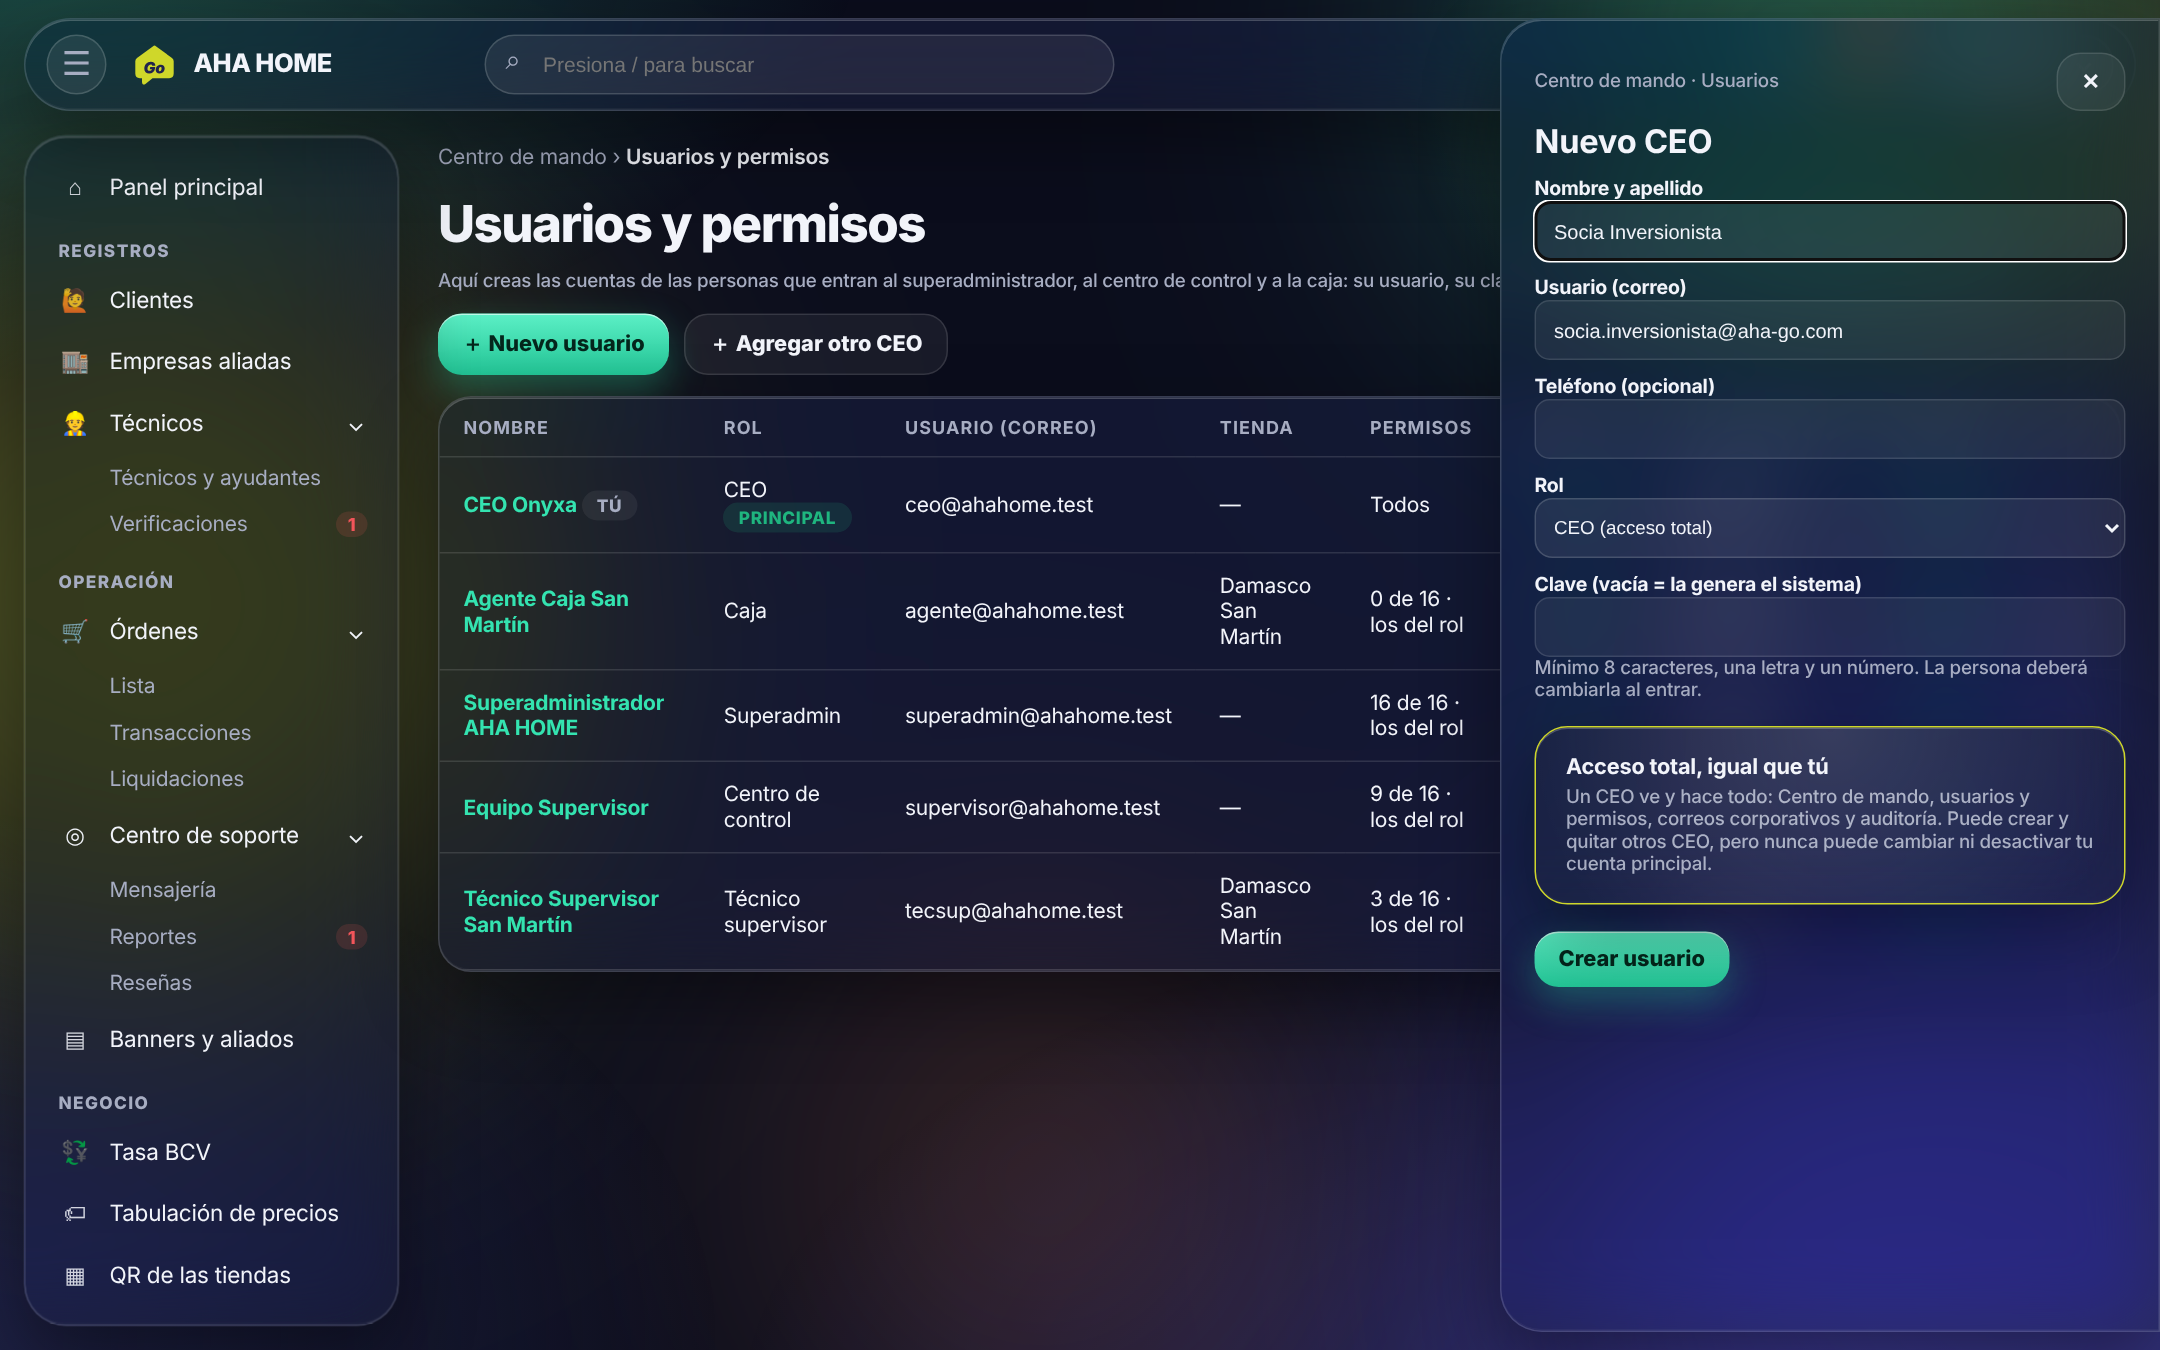 Go
AHA HOME
Presiona / para buscar
Panel principal
REGISTROS
Clientes
Empresas aliadas
Técnicos
Técnicos y ayudantes
Verificaciones 1
OPERACIÓN
Órdenes
Lista
Transacciones
Liquidaciones
Centro de soporte
Mensajería
Reportes 1
Reseñas
Banners y aliados
NEGOCIO
Tasa BCV
Tabulación de precios
QR de las tiendas
Centro de mando › Usuarios y permisos
Usuarios y permisos
Aquí creas las cuentas de las personas que entran al superadministrador, al centro de control y a la caja: su usuario, su cla
+ Nuevo usuario
+ Agregar otro CEO
NOMBRE ROL USUARIO (CORREO) TIENDA PERMISOS
CEO Onyxa TÚ
CEO
PRINCIPAL
ceo@ahahome.test
—
Todos
Agente Caja San
Martín
Caja
agente@ahahome.test
Damasco
San
Martín
0 de 16 ·
los del rol
Superadministrador
AHA HOME
Superadmin
superadmin@ahahome.test
—
16 de 16 ·
los del rol
Equipo Supervisor
Centro de
control
supervisor@ahahome.test
—
9 de 16 ·
los del rol
Técnico Supervisor
San Martín
Técnico
supervisor
tecsup@ahahome.test
Damasco
San
Martín
3 de 16 ·
los del rol
Centro de mando · Usuarios
×
Nuevo CEO
Nombre y apellido
Socia Inversionista
Usuario (correo)
socia.inversionista@aha-go.com
Teléfono (opcional)
Rol
CEO (acceso total)
Clave (vacía = la genera el sistema)
Mínimo 8 caracteres, una letra y un número. La persona deberá
cambiarla al entrar.
Acceso total, igual que tú
Un CEO ve y hace todo: Centro de mando, usuarios y
permisos, correos corporativos y auditoría. Puede crear y
quitar otros CEO, pero nunca puede cambiar ni desactivar tu
cuenta principal.
Crear usuario